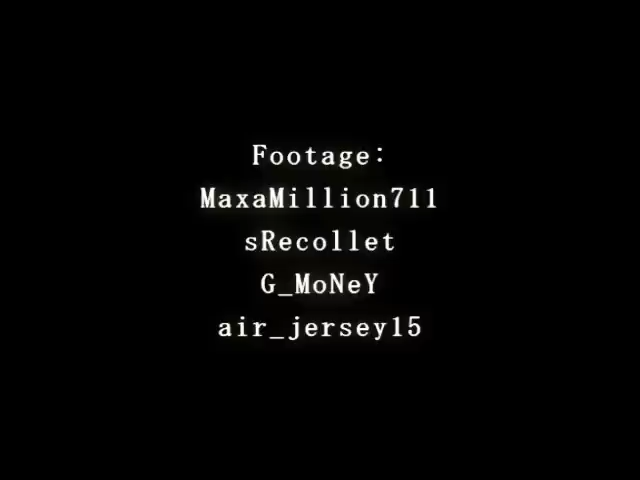 Footage:
MaxaMillion711
sRecollet
G_MoNeY
air_jersey15